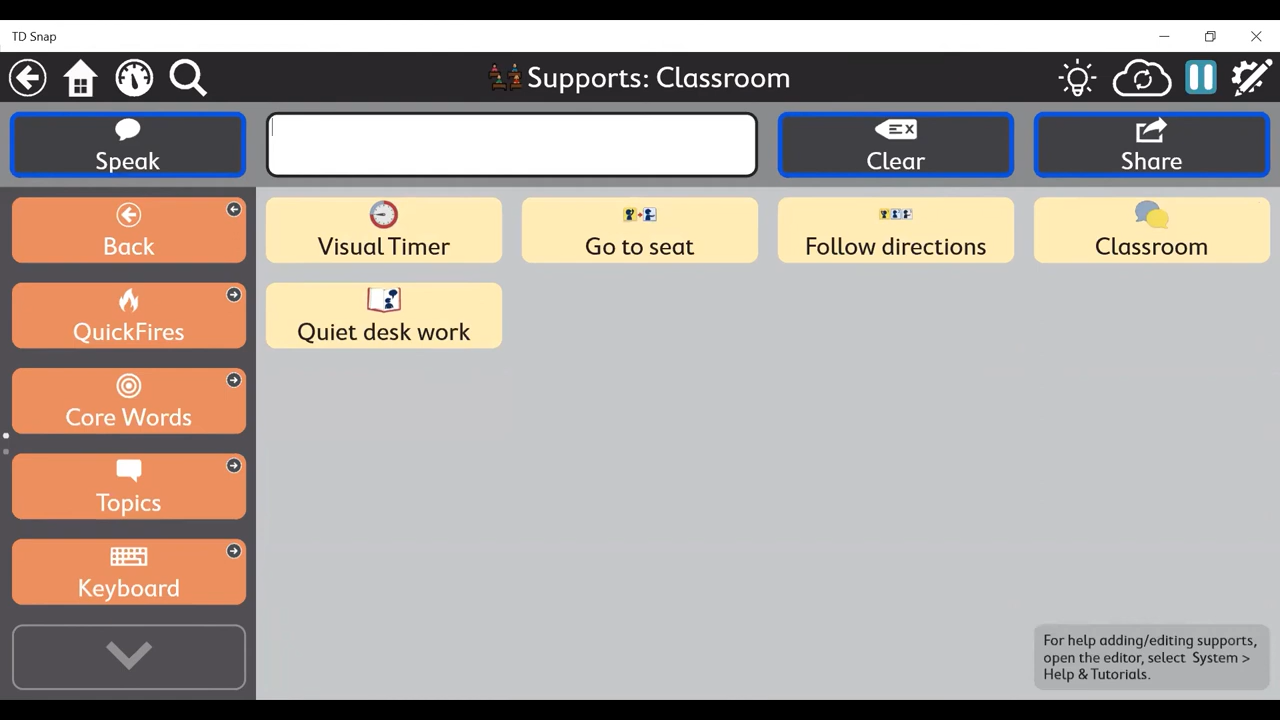 TD Snap
Supports: Classroom
Speak
Clear
Share
Back
Visual Timer
Go to seat
Follow directions
Classroom
QuickFires
Quiet desk work
Core Words
Topics
Keyboard
For help adding/editing supports,
open the editor, select System >
Help & Tutorials.